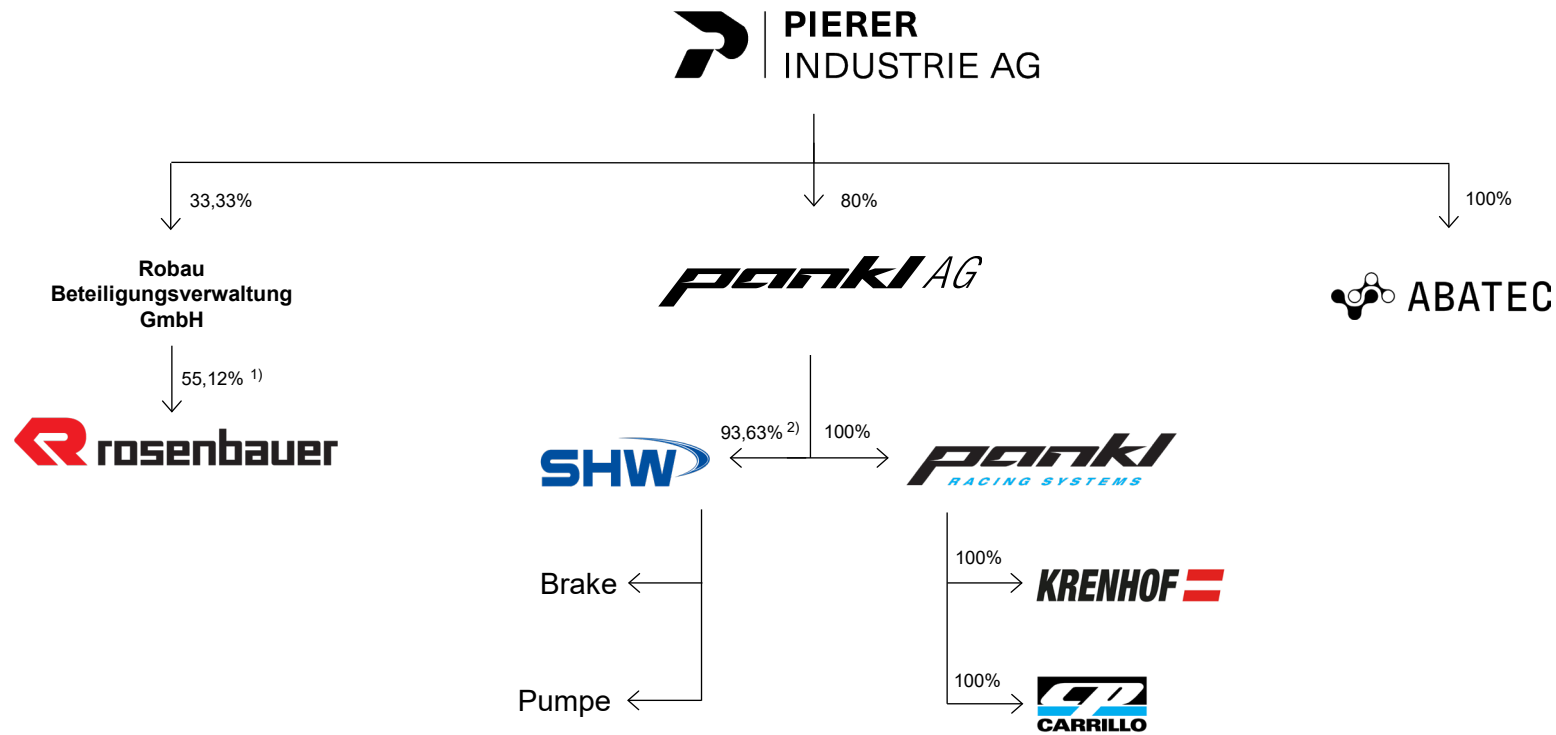 PIERER
INDUSTRIE AG
33,33%
80%
100%
Robau
Beteiligungsverwaltung
GmbH
pankl AG
ABATEC
55,12% 1)
rosenbauer
93,63% 2)
100%
SHW
pankl
RACING SYSTEMS
Brake
100%
KRENHOF
Pumpe
100%
CP
CARRILLO